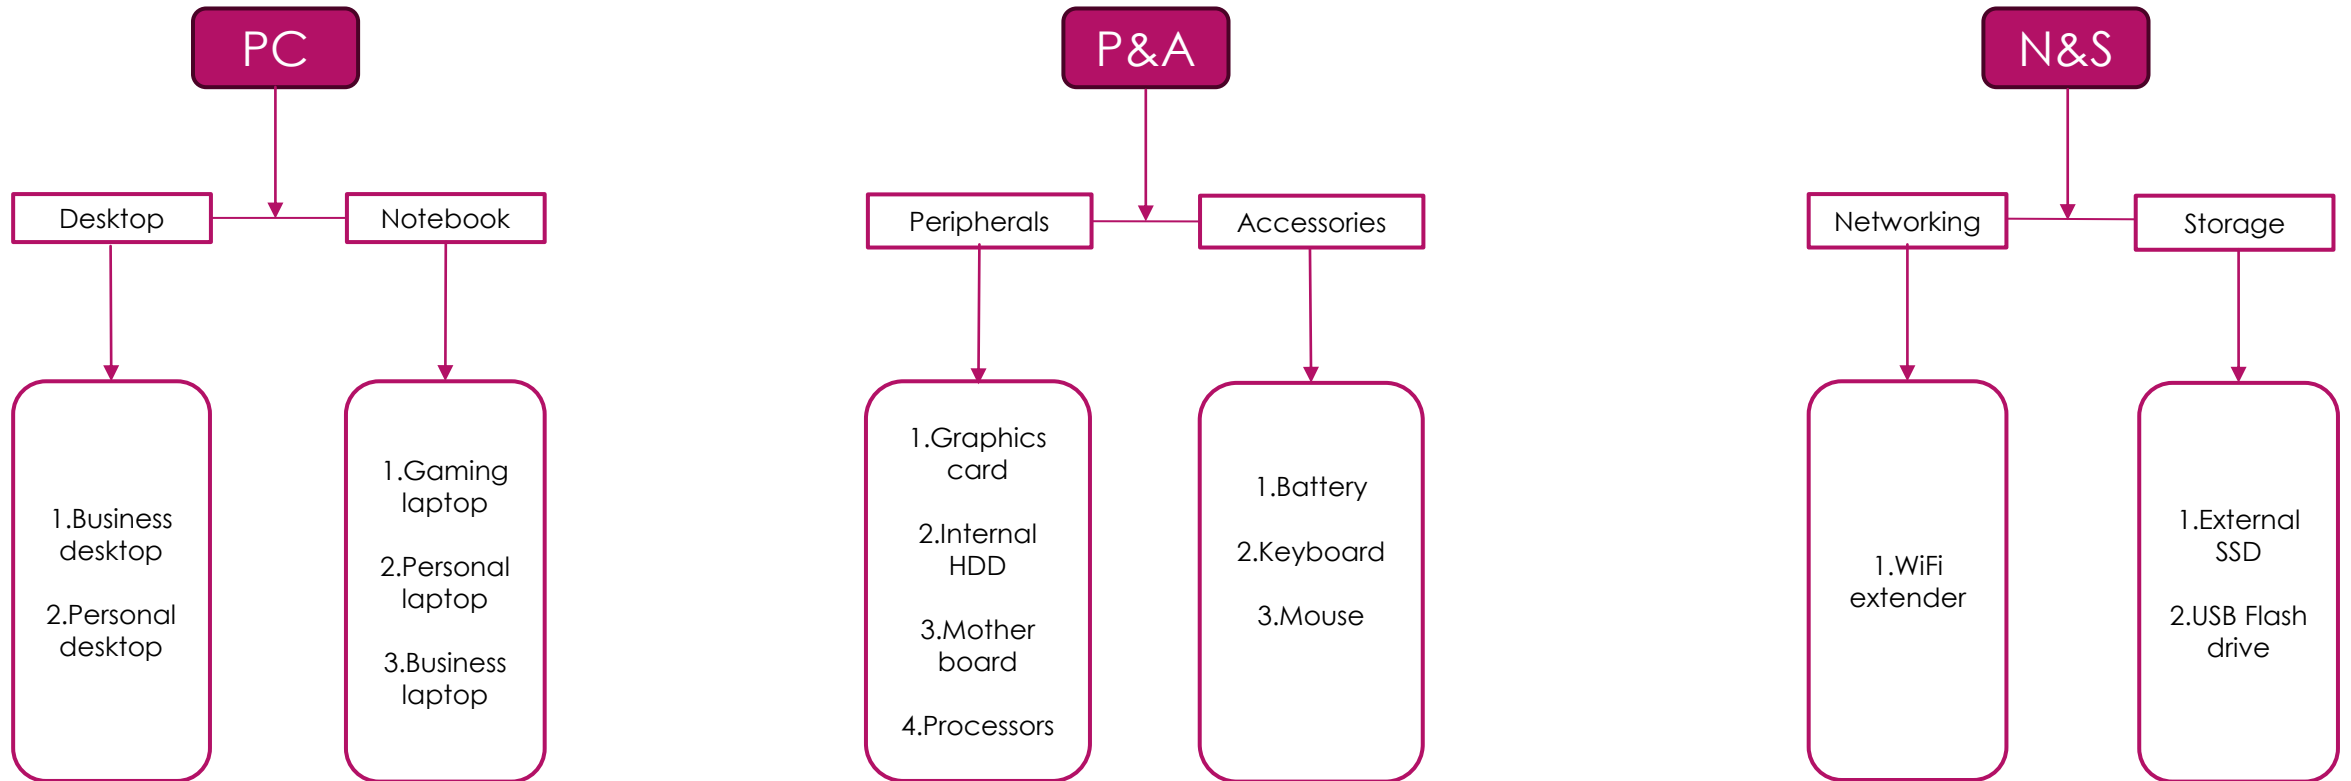 PC
P&A
N&S
Desktop
Notebook
Peripherals
Accessories
Networking
Storage
1.Business
desktop
2.Personal
desktop
1.Gaming
laptop
2.Personal
laptop
3.Business
laptop
1.Graphics
card
2.Internal
HDD
3.Mother
board
4.Processors
1.Battery
2.Keyboard
3.Mouse
1.WiFi
extender
1.External
SSD
2.USB Flash
drive